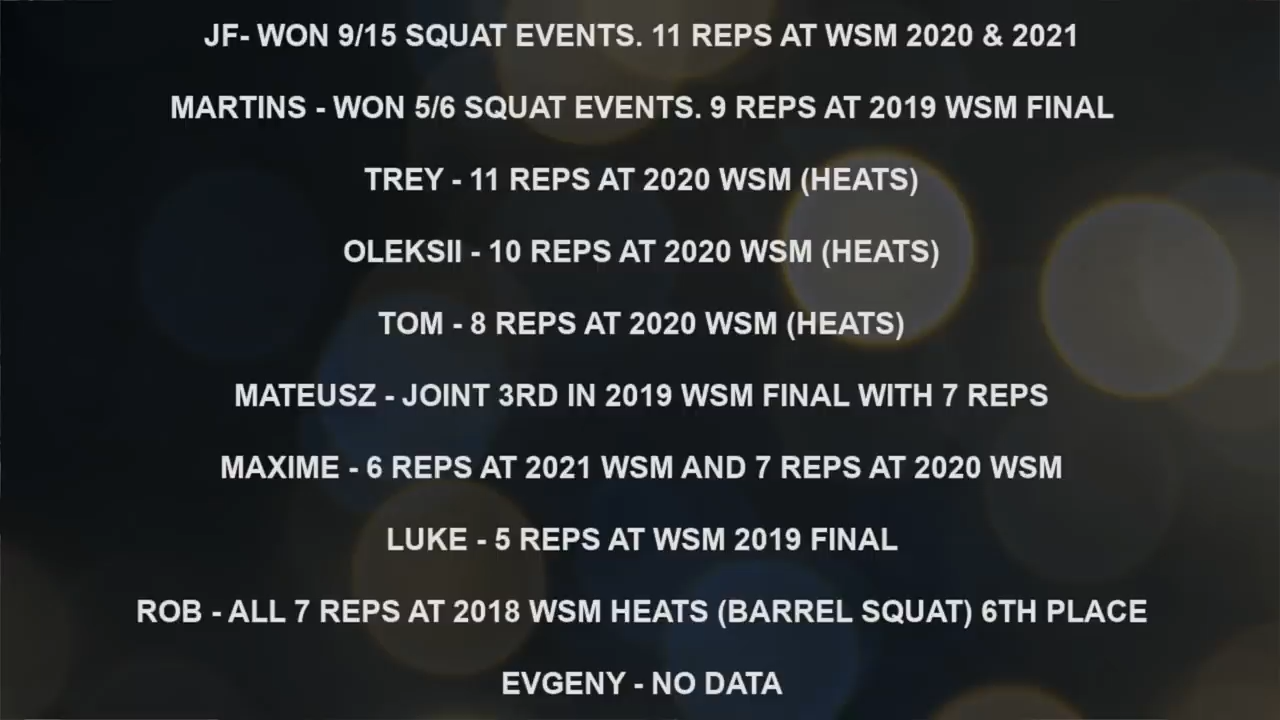 JF- WON 9/15 SQUAT EVENTS. 11 REPS AT WSM 2020 & 2021
MARTINS - WON 5/6 SQUAT EVENTS. 9 REPS AT 2019 WSM FINAL
TREY - 11 REPS AT 2020 WSM (HEATS)
OLEKSII - 10 REPS AT 2020 WSM (HEATS)
TOM - 8 REPS AT 2020 WSM (HEATS)
MATEUSZ - JOINT 3RD IN 2019 WSM FINAL WITH 7 REPS
MAXIME - 6 REPS AT 2021 WSM AND 7 REPS AT 2020 WSM
LUKE - 5 REPS AT WSM 2019 FINAL
ROB - ALL 7 REPS AT 2018 WSM HEATS (BARREL SQUAT) 6TH PLACE
EVGENY - NO DATA